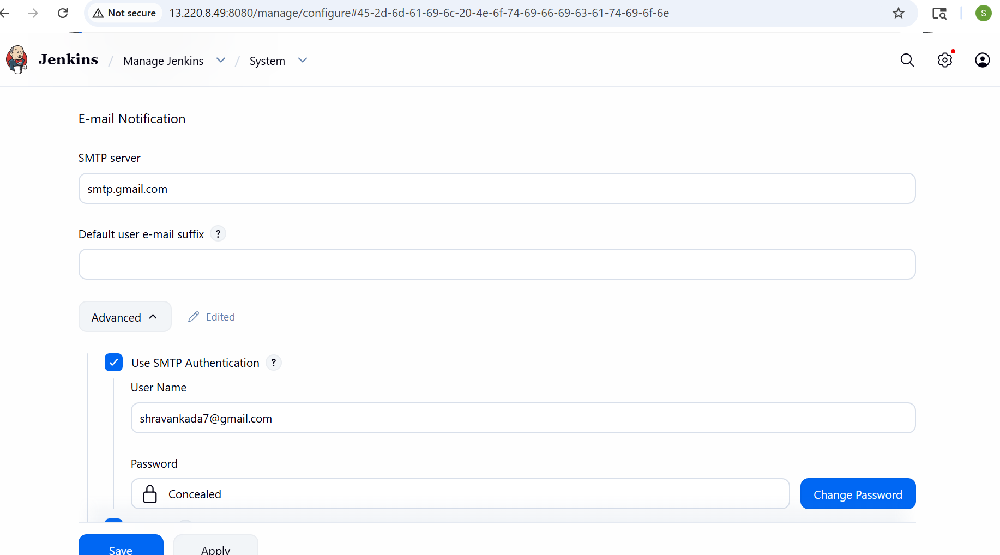 Not secure 13.220.8.49:8080/manage/configure#45-2d-6d-61-69-6c-20-4e-6f-74-69-66-69-63-61-74-69-6f-6e S
Jenkins / Manage Jenkins / System
E-mail Notification
SMTP server
smtp.gmail.com
Default user e-mail suffix ?
Advanced Edited
Use SMTP Authentication ?
User Name
shravankada7@gmail.com
Password
Concealed Change Password
Save Apply